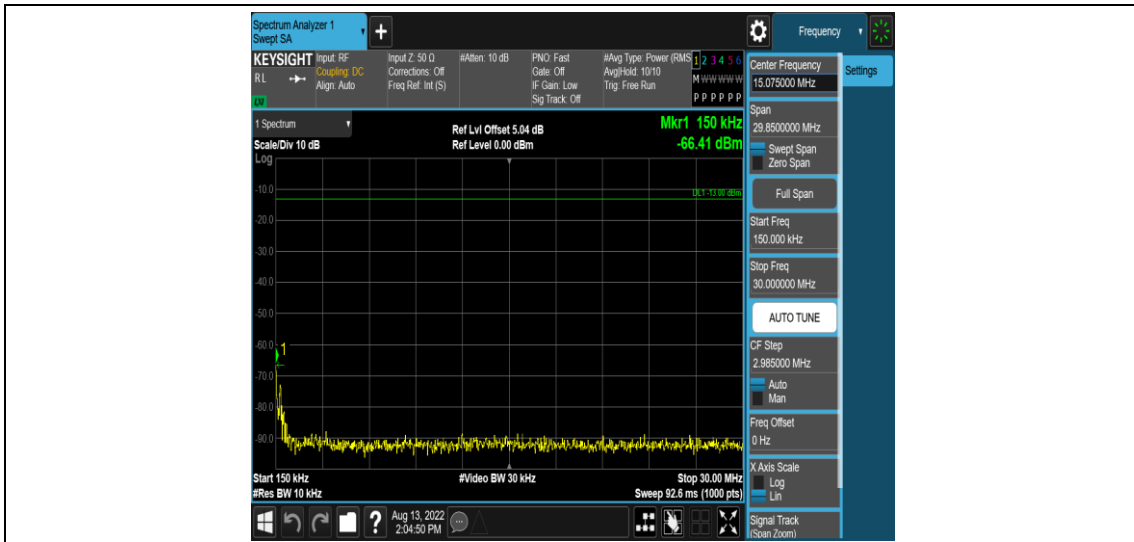 Spectrum Analyzer 1
Swept SA
+
Frequency
KEYSIGHT Input: RF Input Z: 50 Ω #Atten: 10 dB PNO: Fast #Avg Type: Power (RMS 1 2 3 4 5 6
RL Coupling: DC Corrections: Off Gate: Off Avg|Hold: 10/10 M W W W W W
Align: Auto Freq Ref: Int (S) IF Gain: Low Trig: Free Run
LM Sig Track: Off P P P P P P
1 Spectrum
Ref Lvl Offset 5.04 dB
Mkr1 150 kHz
Scale/Div 10 dB
Ref Level 0.00 dBm
-66.41 dBm
Log
-10.0
DL1 -13.00 dBm
-20.0
-30.0
-40.0
-50.0
-60.0
1
-70.0
-80.0
-90.0
Start 150 kHz #Video BW 30 kHz Stop 30.00 MHz
#Res BW 10 kHz Sweep 92.6 ms (1000 pts)
?
Aug 13, 2022
2:04:50 PM
Center Frequency
15.075000 MHz
Settings
Span
29.8500000 MHz
Swept Span
Zero Span
Full Span
Start Freq
150.000 kHz
Stop Freq
30.000000 MHz
AUTO TUNE
CF Step
2.985000 MHz
Auto
Man
Freq Offset
0 Hz
X Axis Scale
Log
Lin
Signal Track
(Span Zoom)